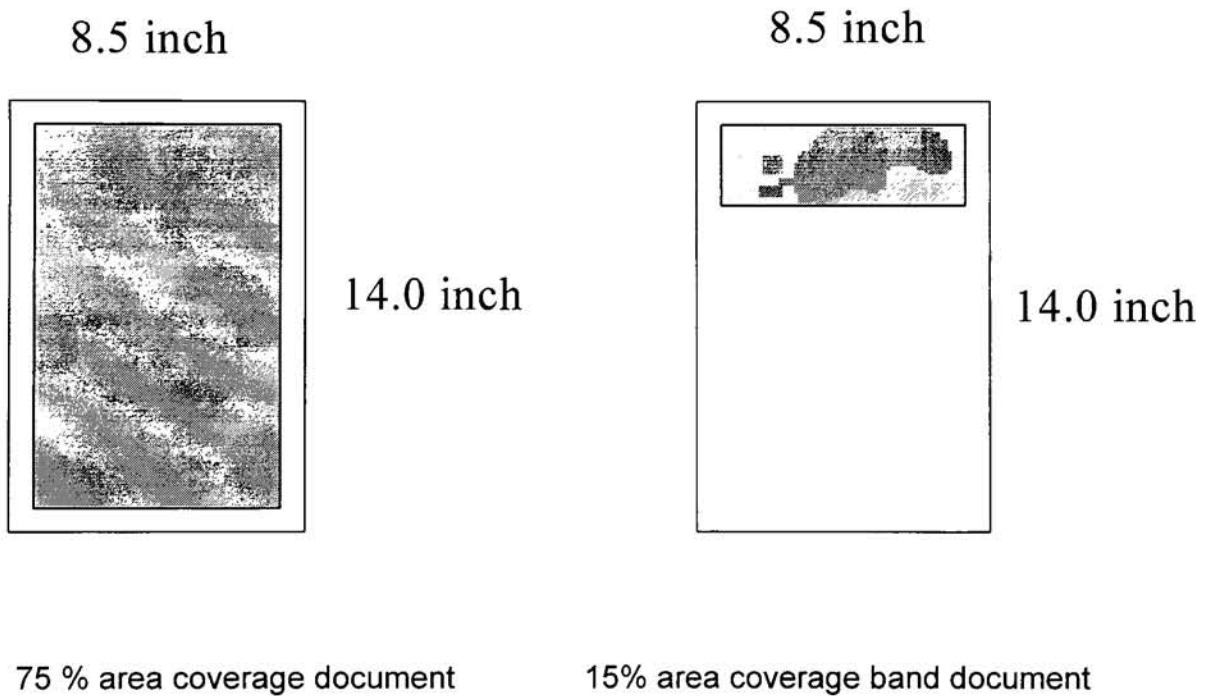 8.5 inch
8.5 inch
14.0 inch
14.0 inch
75 % area coverage document
15% area coverage band document